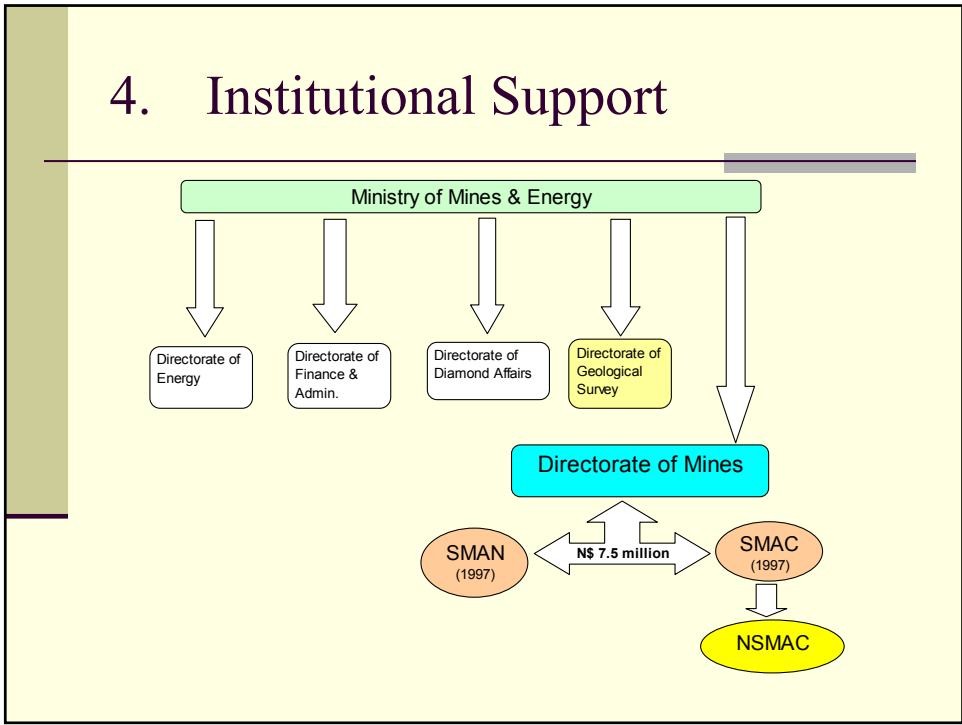 4. Institutional Support
Ministry of Mines & Energy
Directorate of
Energy
Directorate of
Finance &
Admin.
Directorate of
Diamond Affairs
Directorate of
Geological
Survey
Directorate of Mines
SMAN
(1997)
N$ 7.5 million
SMAC
(1997)
NSMAC